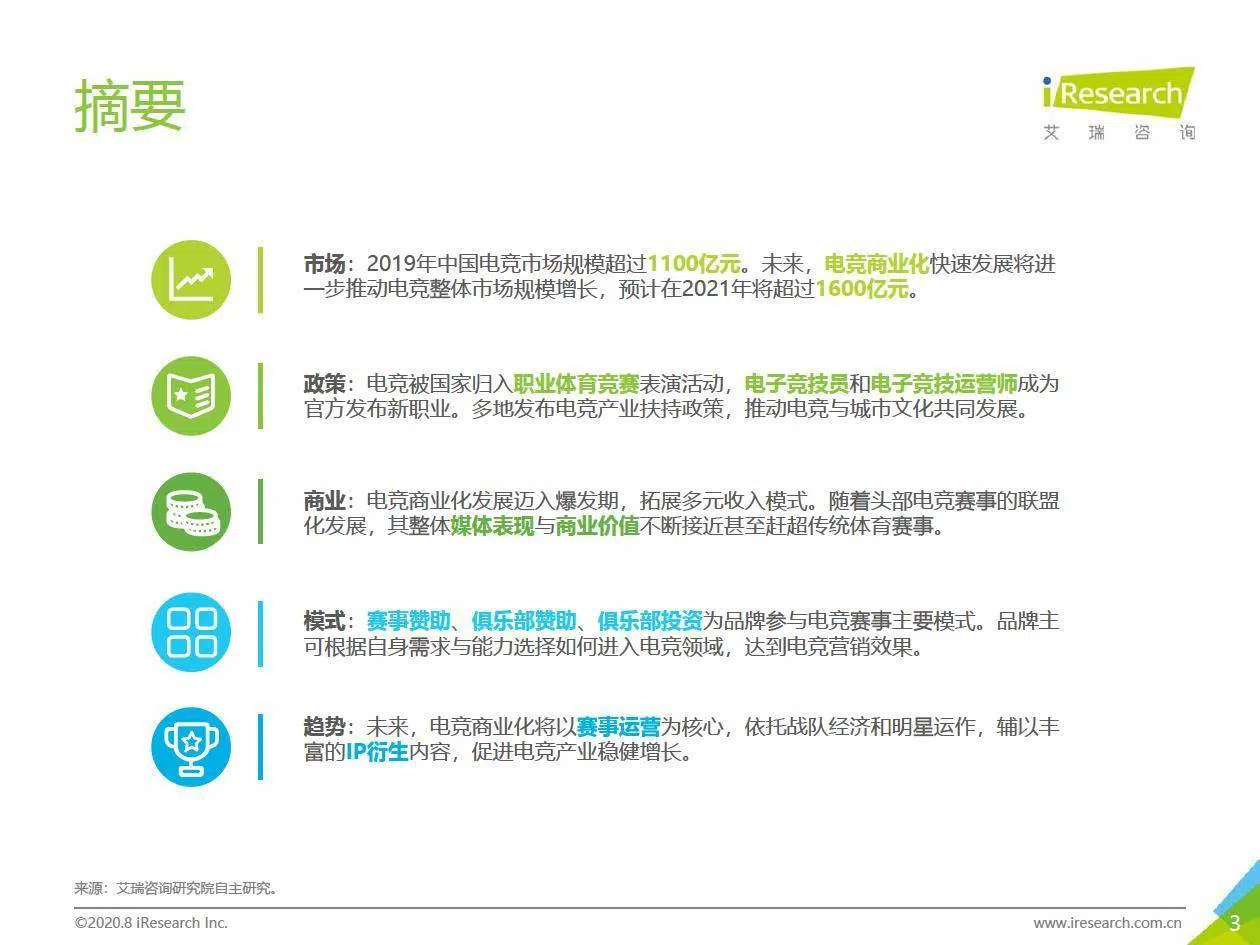 摘要
iResearch
艾瑞咨询
市场：2019年中国电竞市场规模超过1100亿元。未来，电竞商业化快速发展将进
一步推动电竞整体市场规模增长，预计在2021年将超过1600亿元。
政策：电竞被国家归入职业体育竞赛表演活动，电子竞技员和电子竞技运营师成为
官方发布新职业。多地发布电竞产业扶持政策，推动电竞与城市文化共同发展。
商业：电竞商业化发展迈入爆发期，拓展多元收入模式。随着头部电竞赛事的联盟
化发展，其整体媒体表现与商业价值不断接近甚至赶超传统体育赛事。
模式：赛事赞助、俱乐部赞助、俱乐部投资为品牌参与电竞赛事主要模式。品牌主
可根据自身需求与能力选择如何进入电竞领域，达到电竞营销效果。
趋势：未来，电竞商业化将以赛事运营为核心，依托战队经济和明星运作，辅以丰
富的IP衍生内容，促进电竞产业稳健增长。
来源：艾瑞咨询研究院自主研究。
©2020.8 iResearch Inc.
www.iresearch.com.cn
3